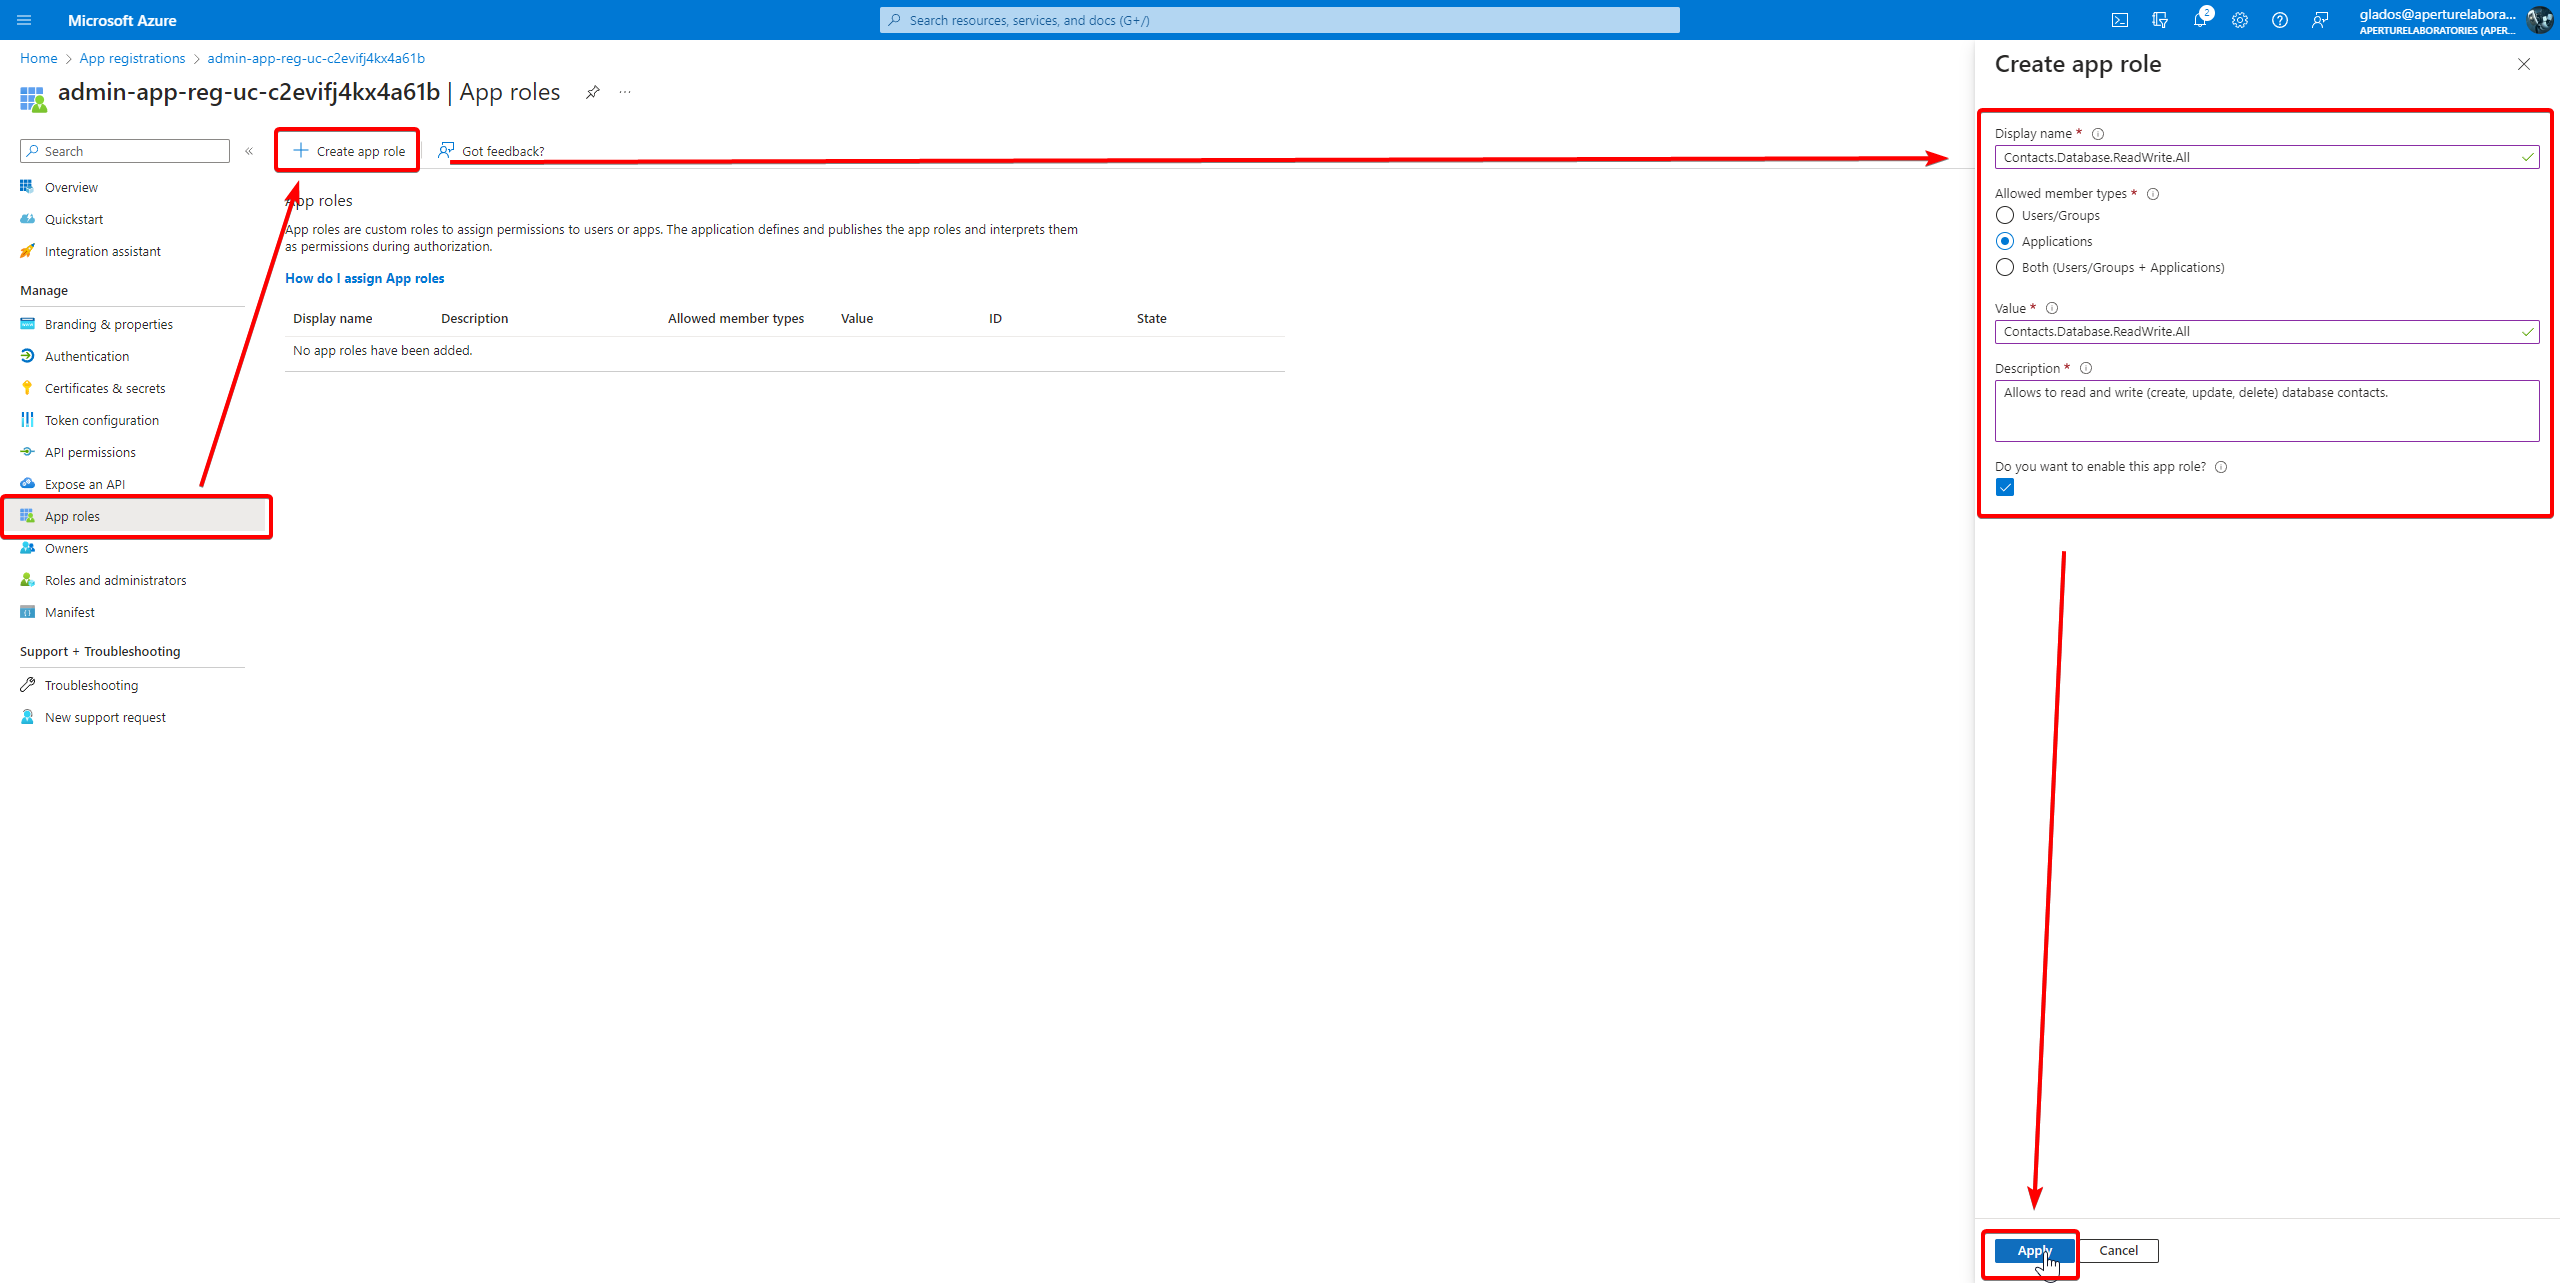 Microsoft Azure
Search resources, services, and docs (G+/)
2
glados@aperturelabora...
APERTURELABORATORIES (APER...
Home > App registrations > admin-app-reg-uc-c2evifj4kx4a61b
admin-app-reg-uc-c2evifj4kx4a61b | App roles
...
Search
«
Create app role
Got feedback?
Overview
Quickstart
Integration assistant
Manage
Branding & properties
Authentication
Certificates & secrets
Token configuration
API permissions
Expose an API
App roles
Owners
Roles and administrators
Manifest
Support + Troubleshooting
Troubleshooting
New support request
App roles
App roles are custom roles to assign permissions to users or apps. The application defines and publishes the app roles and interprets them
as permissions during authorization.
How do I assign App roles
Display name Description Allowed member types Value ID State
No app roles have been added.
Create app role
Display name *
Contacts.Database.ReadWrite.All
Allowed member types *
Users/Groups
Applications
Both (Users/Groups + Applications)
Value *
Contacts.Database.ReadWrite.All
Description *
Allows to read and write (create, update, delete) database contacts.
Do you want to enable this app role?
Apply
Cancel